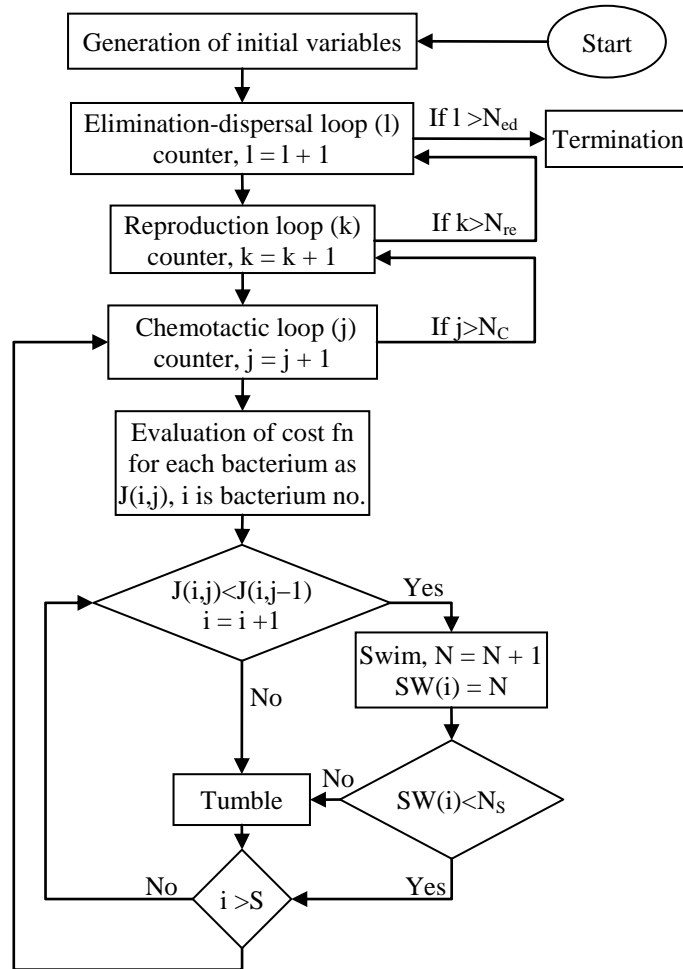 Generation of initial variables
Start
Elimination-dispersal loop (l)
counter, l = l + 1
If l >N_ed
Termination
Reproduction loop (k)
counter, k = k + 1
If k>N_re
Chemotactic loop (j)
counter, j = j + 1
If j>N_C
Evaluation of cost fn
for each bacterium as
J(i,j), i is bacterium no.
J(i,j)<J(i,j–1)
i = i +1
Yes
Swim, N = N + 1
SW(i) = N
No
Tumble
No
SW(i)<N_S
No
i >S
Yes